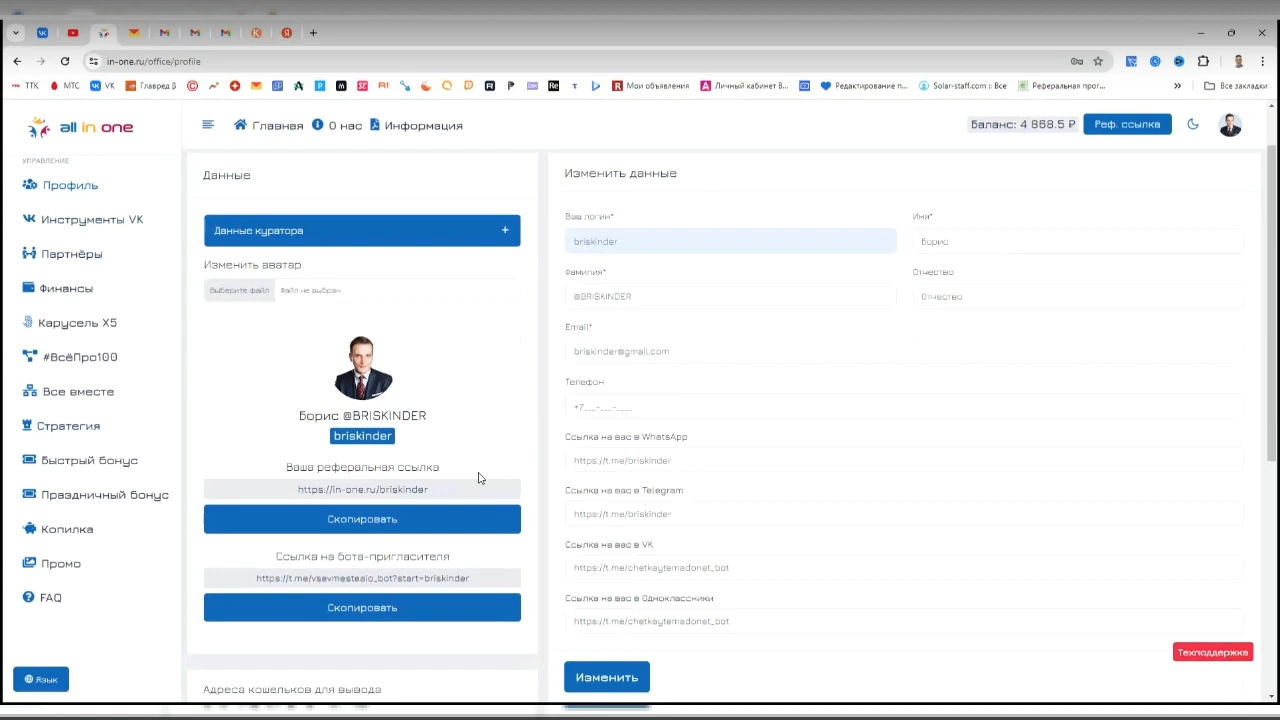 in-one.ru/office/profile
ТТК
МТС
VK
Главред β
Мои объявления
Личный кабинет В...
Редактирование п...
Solar-staff.com :: Все
Реферальная прог...
Все закладки
all in one
Главная
О нас
Информация
Баланс: 4 868.5 ₽
Реф. ссылка
УПРАВЛЕНИЕ
Профиль
Инструменты VK
Партнёры
Финансы
Карусель X5
#ВсёПро100
Все вместе
Стратегия
Быстрый бонус
Праздничный бонус
Копилка
Промо
FAQ
Язык
Данные
Данные куратора +
Изменить аватар
Выберите файл Файл не выбран
Борис @BRISKINDER
briskinder
Ваша реферальная ссылка
https://in-one.ru/briskinder
Скопировать
Ссылка на бота-пригласителя
https://t.me/vsevmesteaio_bot?start=briskinder
Скопировать
Адреса кошельков для вывода
Изменить данные
Ваш логин*
briskinder
Имя*
Борис
Фамилия*
@BRISKINDER
Отчество
Отчество
Email*
briskinder@gmail.com
Телефон
+7___-___-____
Ссылка на вас в WhatsApp
https://t.me/briskinder
Ссылка на вас в Telegram
https://t.me/briskinder
Ссылка на вас в VK
https://t.me/chetkaytemadonat_bot
Ссылка на вас в Одноклассники
https://t.me/chetkaytemadonat_bot
Изменить
Техподдержка